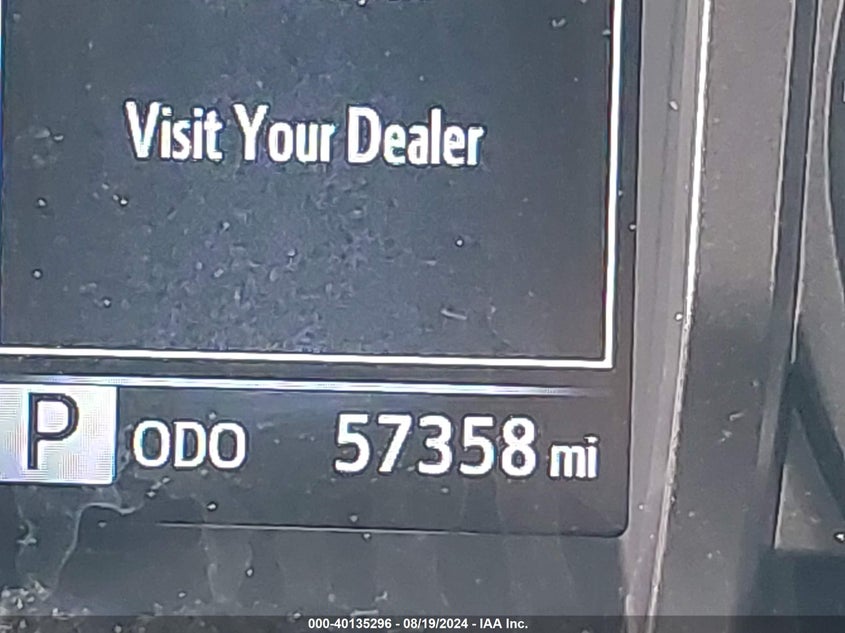 Visit Your Dealer
P ODO 57358 mi
000-40135296 - 08/19/2024 - IAA Inc.